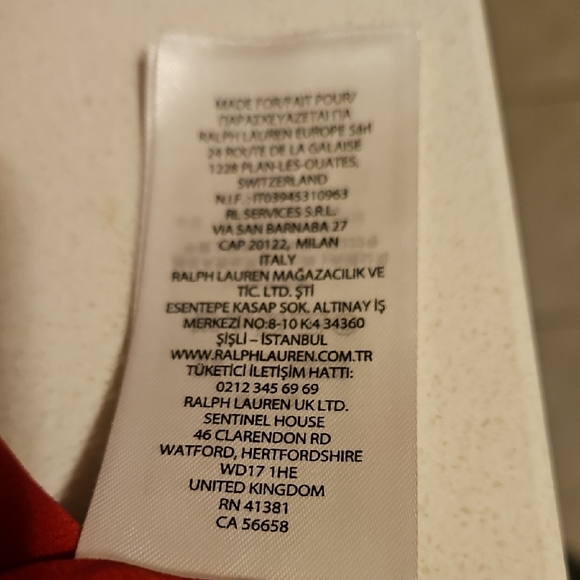 MADE FOR/FAIT POUR/
ΠΑΡΑΣΚΕΥΑΖΕΤΑΙ ΓΙΑ
RALPH LAUREN EUROPE Sàrl
24 ROUTE DE LA GALAISE
1228 PLAN-LES-OUATES,
SWITZERLAND
N.I.F. : IT03945310963
RL SERVICES S.R.L.
VIA SAN BARNABA 27
CAP 20122, MILAN
ITALY
RALPH LAUREN MAĞAZACILIK VE
TİC. LTD. ŞTİ
ESENTEPE KASAP SOK. ALTINAY İŞ
MERKEZİ NO:8-10 K:4 34360
ŞİŞLİ – İSTANBUL
WWW.RALPHLAUREN.COM.TR
TÜKETİCİ İLETİŞİM HATTI:
0212 345 69 69
RALPH LAUREN UK LTD.
SENTINEL HOUSE
46 CLARENDON RD
WATFORD, HERTFORDSHIRE
WD17 1HE
UNITED KINGDOM
RN 41381
CA 56658